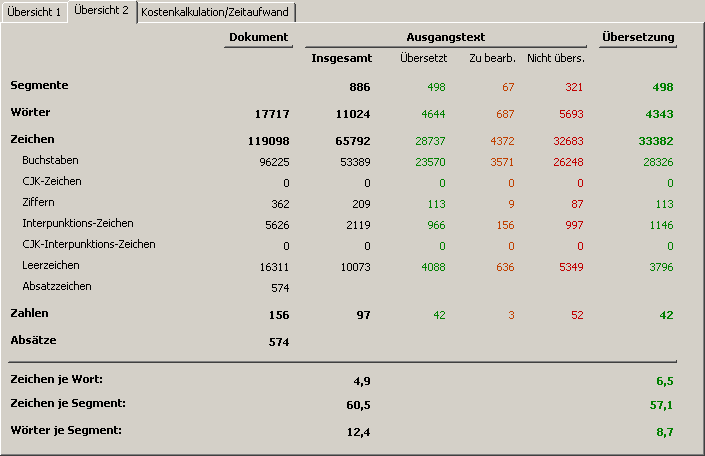 Übersicht 1 Übersicht 2 Kostenkalkulation/Zeitaufwand
Dokument Ausgangstext Übersetzung
Insgesamt Übersetzt Zu bearb. Nicht übers.
Segmente 886 498 67 321 498
Wörter 17717 11024 4644 687 5693 4343
Zeichen 119098 65792 28737 4372 32683 33382
Buchstaben 96225 53389 23570 3571 26248 28326
CJK-Zeichen 0 0 0 0 0 0
Ziffern 362 209 113 9 87 113
Interpunktions-Zeichen 5626 2119 966 156 997 1146
CJK-Interpunktions-Zeichen 0 0 0 0 0 0
Leerzeichen 16311 10073 4088 636 5349 3796
Absatzzeichen 574
Zahlen 156 97 42 3 52 42
Absätze 574
Zeichen je Wort: 4,9 6,5
Zeichen je Segment: 60,5 57,1
Wörter je Segment: 12,4 8,7